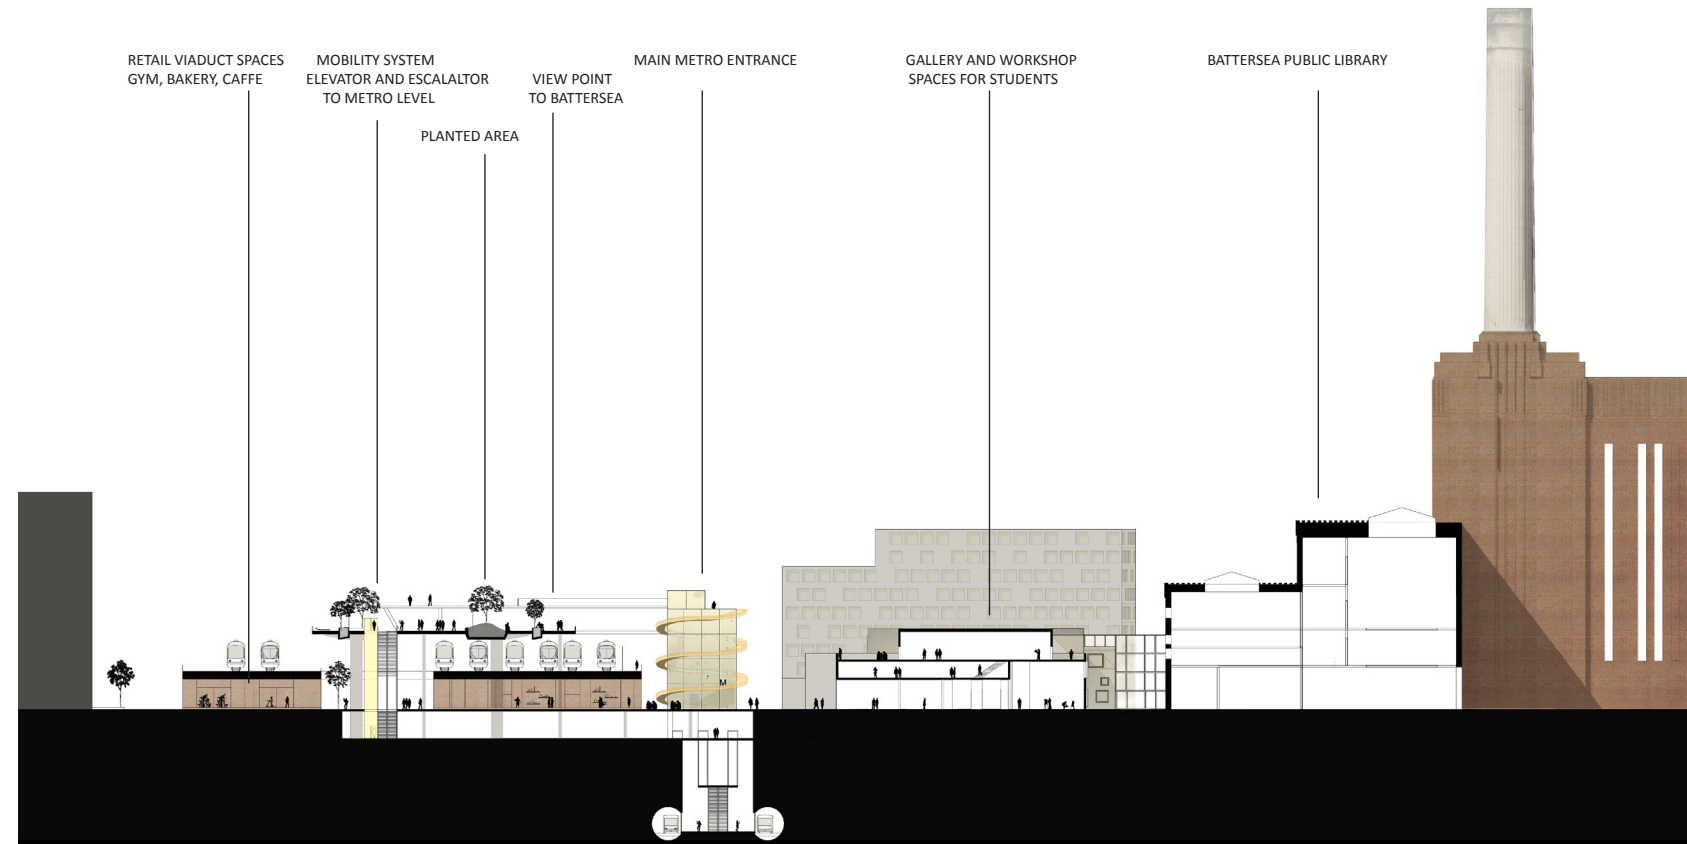 RETAIL VIADUCT SPACES
GYM, BAKERY, CAFFE
MOBILITY SYSTEM
ELEVATOR AND ESCALALTOR
TO METRO LEVEL
PLANTED AREA
VIEW POINT
TO BATTERSEA
MAIN METRO ENTRANCE
GALLERY AND WORKSHOP
SPACES FOR STUDENTS
BATTERSEA PUBLIC LIBRARY
M